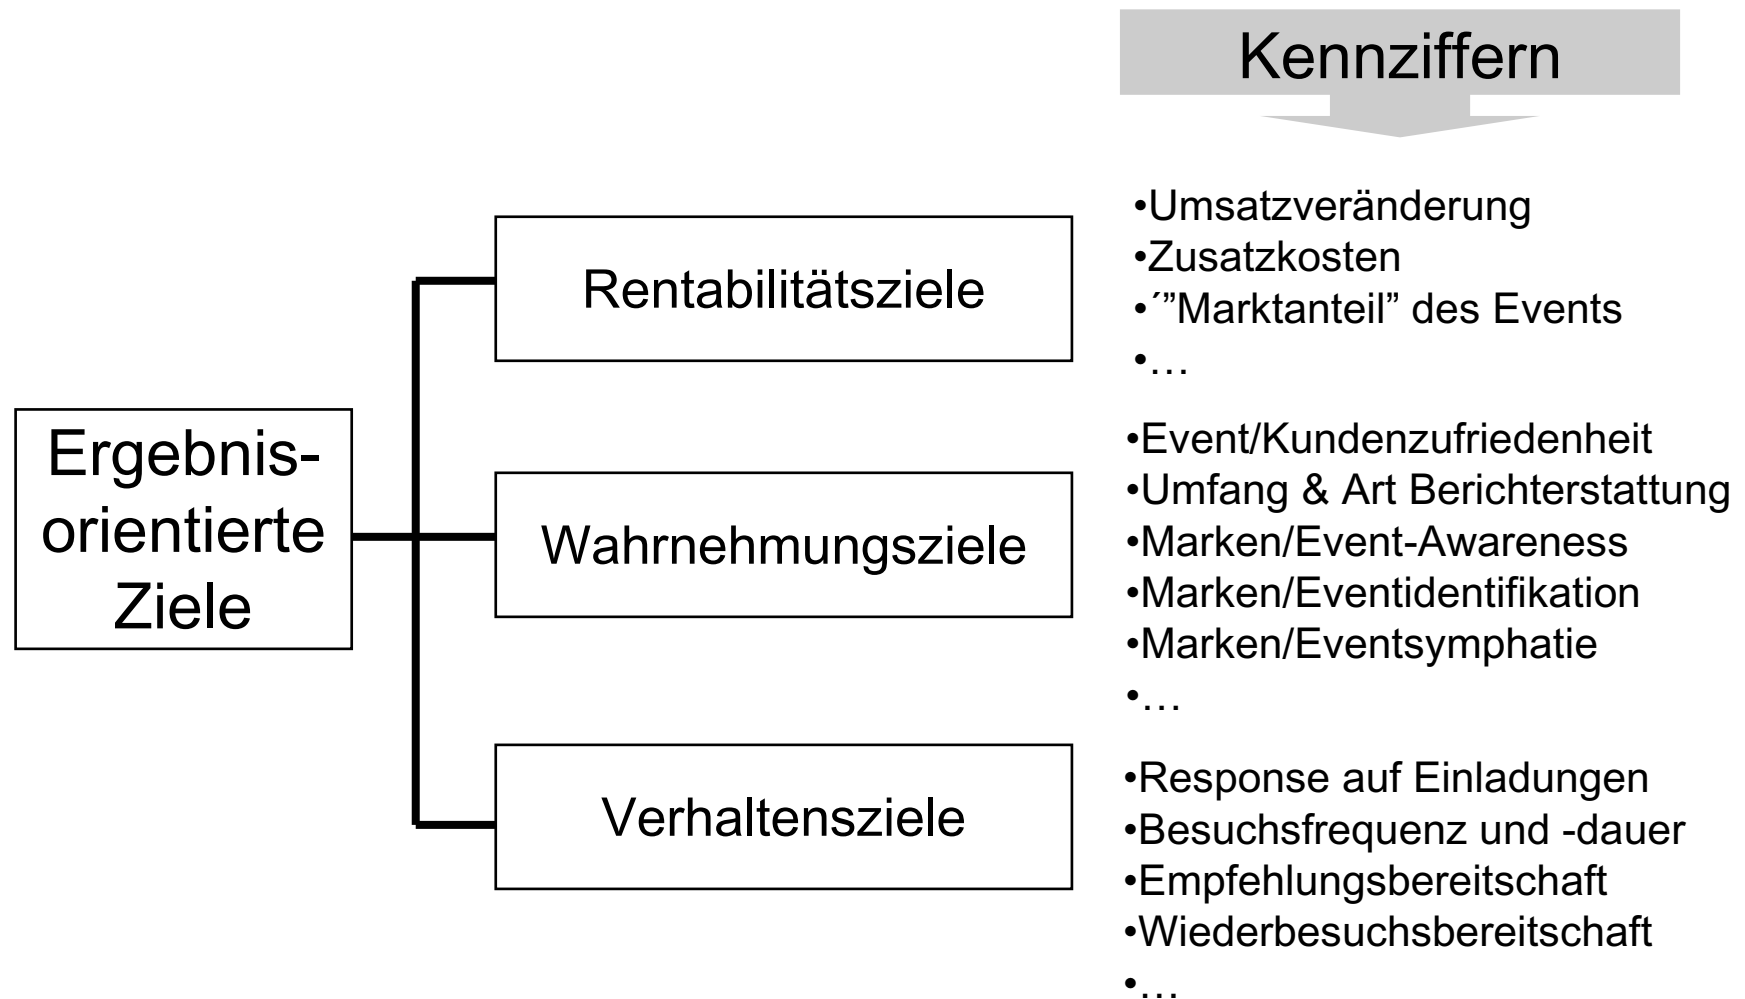 Kennziffern
Ergebnis-
orientierte
Ziele
Rentabilitätsziele
•Umsatzveränderung
•Zusatzkosten
•´”Marktanteil” des Events
•…
Wahrnehmungsziele
•Event/Kundenzufriedenheit
•Umfang & Art Berichterstattung
•Marken/Event-Awareness
•Marken/Eventidentifikation
•Marken/Eventsymphatie
•…
Verhaltensziele
•Response auf Einladungen
•Besuchsfrequenz und -dauer
•Empfehlungsbereitschaft
•Wiederbesuchsbereitschaft
•…